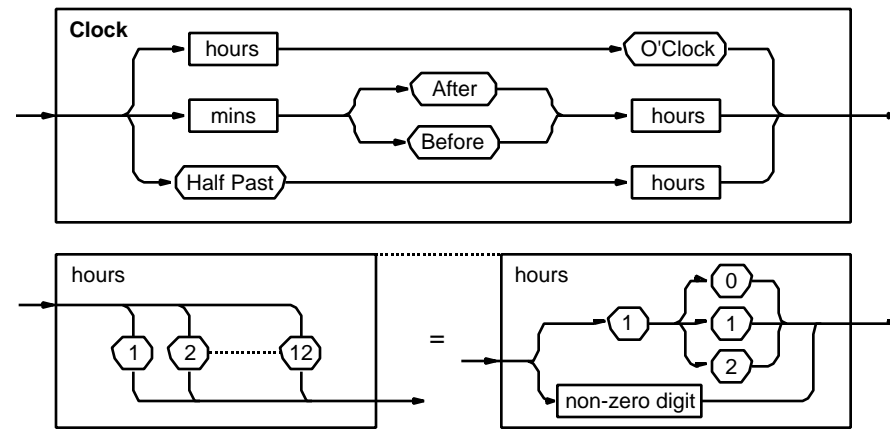 Clock
hours O'Clock
After
mins hours
Before
Half Past hours
hours hours
0
1 1
1 2 12 =
2
non-zero digit